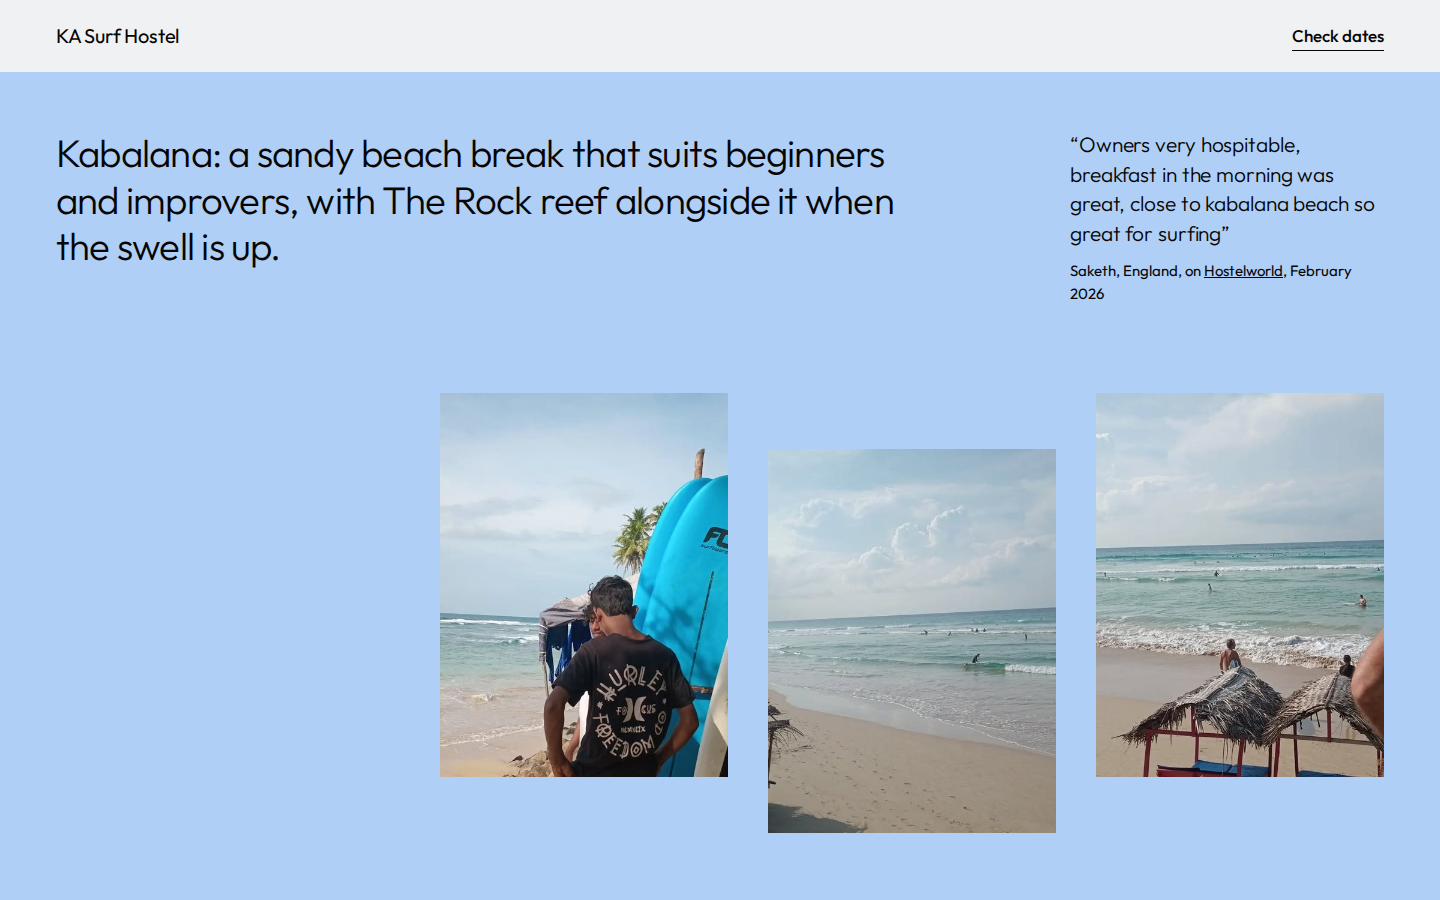 KA Surf Hostel
Check dates
Kabalana: a sandy beach break that suits beginners
and improvers, with The Rock reef alongside it when
the swell is up.
“Owners very hospitable,
breakfast in the morning was
great, close to kabalana beach so
great for surfing”
Saketh, England, on Hostelworld, February
2026
HURLEY
FREEDOM